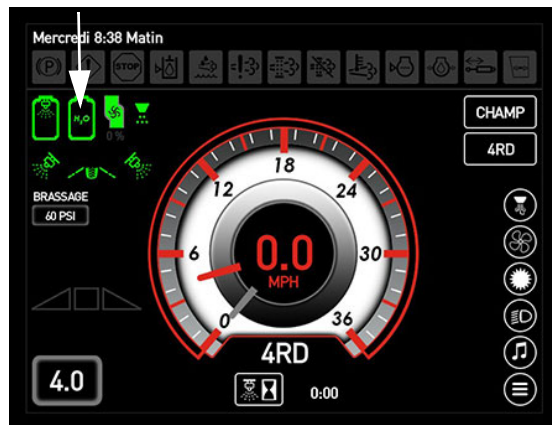 Mercredi 8:38 Matin
(P)
STOP
N₂O
0 %
CHAMP
4RD
BRASSAGE
60 PSI
18
12
24
6
30
0.0
MPH
0
36
4RD
4.0
0:00